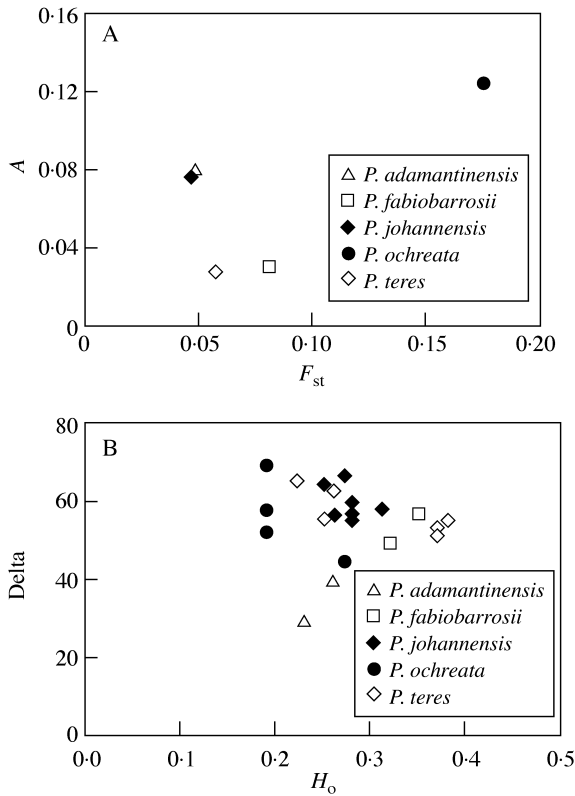 A
0·16
0·12
0·08
0·04
0
A
P. adamantinensis
P. fabiobarrosii
P. johannensis
P. ochreata
P. teres
0 0·05 0·10 0·15 0·20
Fst
B
80
60
40
20
0
Delta
P. adamantinensis
P. fabiobarrosii
P. johannensis
P. ochreata
P. teres
0·0 0·1 0·2 0·3 0·4 0·5
Ho